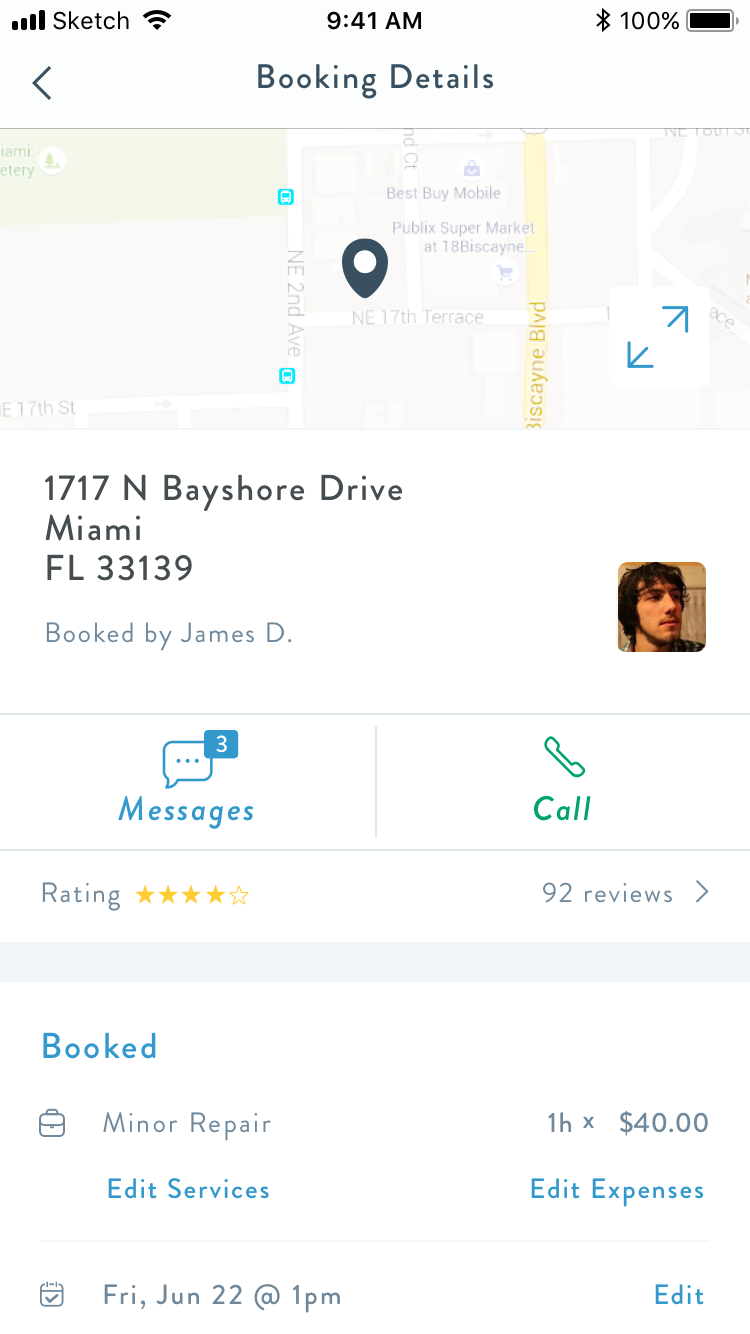 Sketch 9:41 AM 100%
Booking Details
iami:
etery
nd Ct
NE 18th St
Best Buy Mobile
Publix Super Market
at 18Biscayne...
NE 2nd Ave
NE 17th Terrace
Biscayne Blvd
E 17th St
1717 N Bayshore Drive
Miami
FL 33139
Booked by James D.
3
Messages
Call
Rating ★★★★☆ 92 reviews
Booked
Minor Repair 1h x $40.00
Edit Services Edit Expenses
Fri, Jun 22 @ 1pm Edit